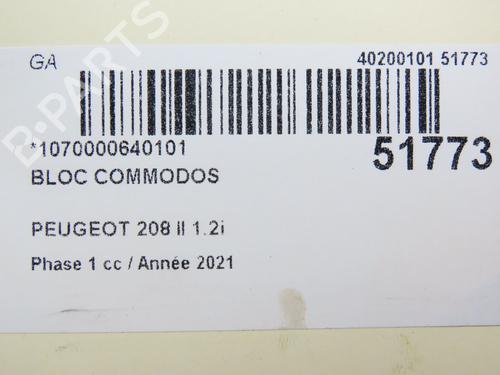 GA
40200101 51773
*1070000640101
51773
BLOC COMMODOS
PEUGEOT 208 II 1.2i
Phase 1 cc / Année 2021
B-PARTS